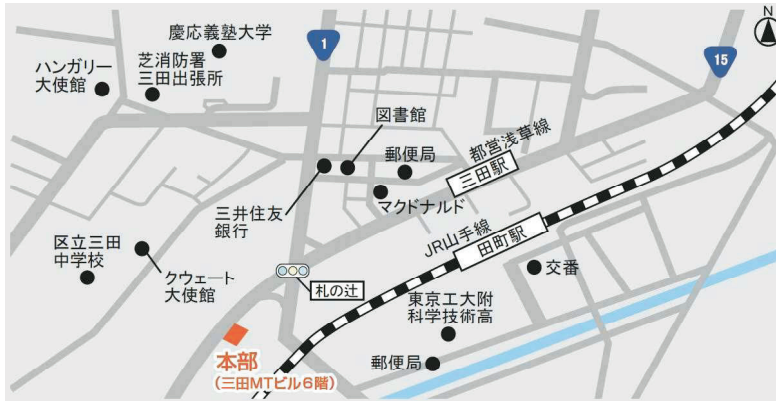 慶応義塾大学
ハンガリー
大使館
芝消防署
三田出張所
1
N
15
図書館
都営浅草線
郵便局
三田駅
三井住友
銀行
マクドナルド
JR山手線
田町駅
区立三田
中学校
クウェート
大使館
札の辻
交番
東京工大附
科学技術高
本部
(三田MTビル6階)
郵便局